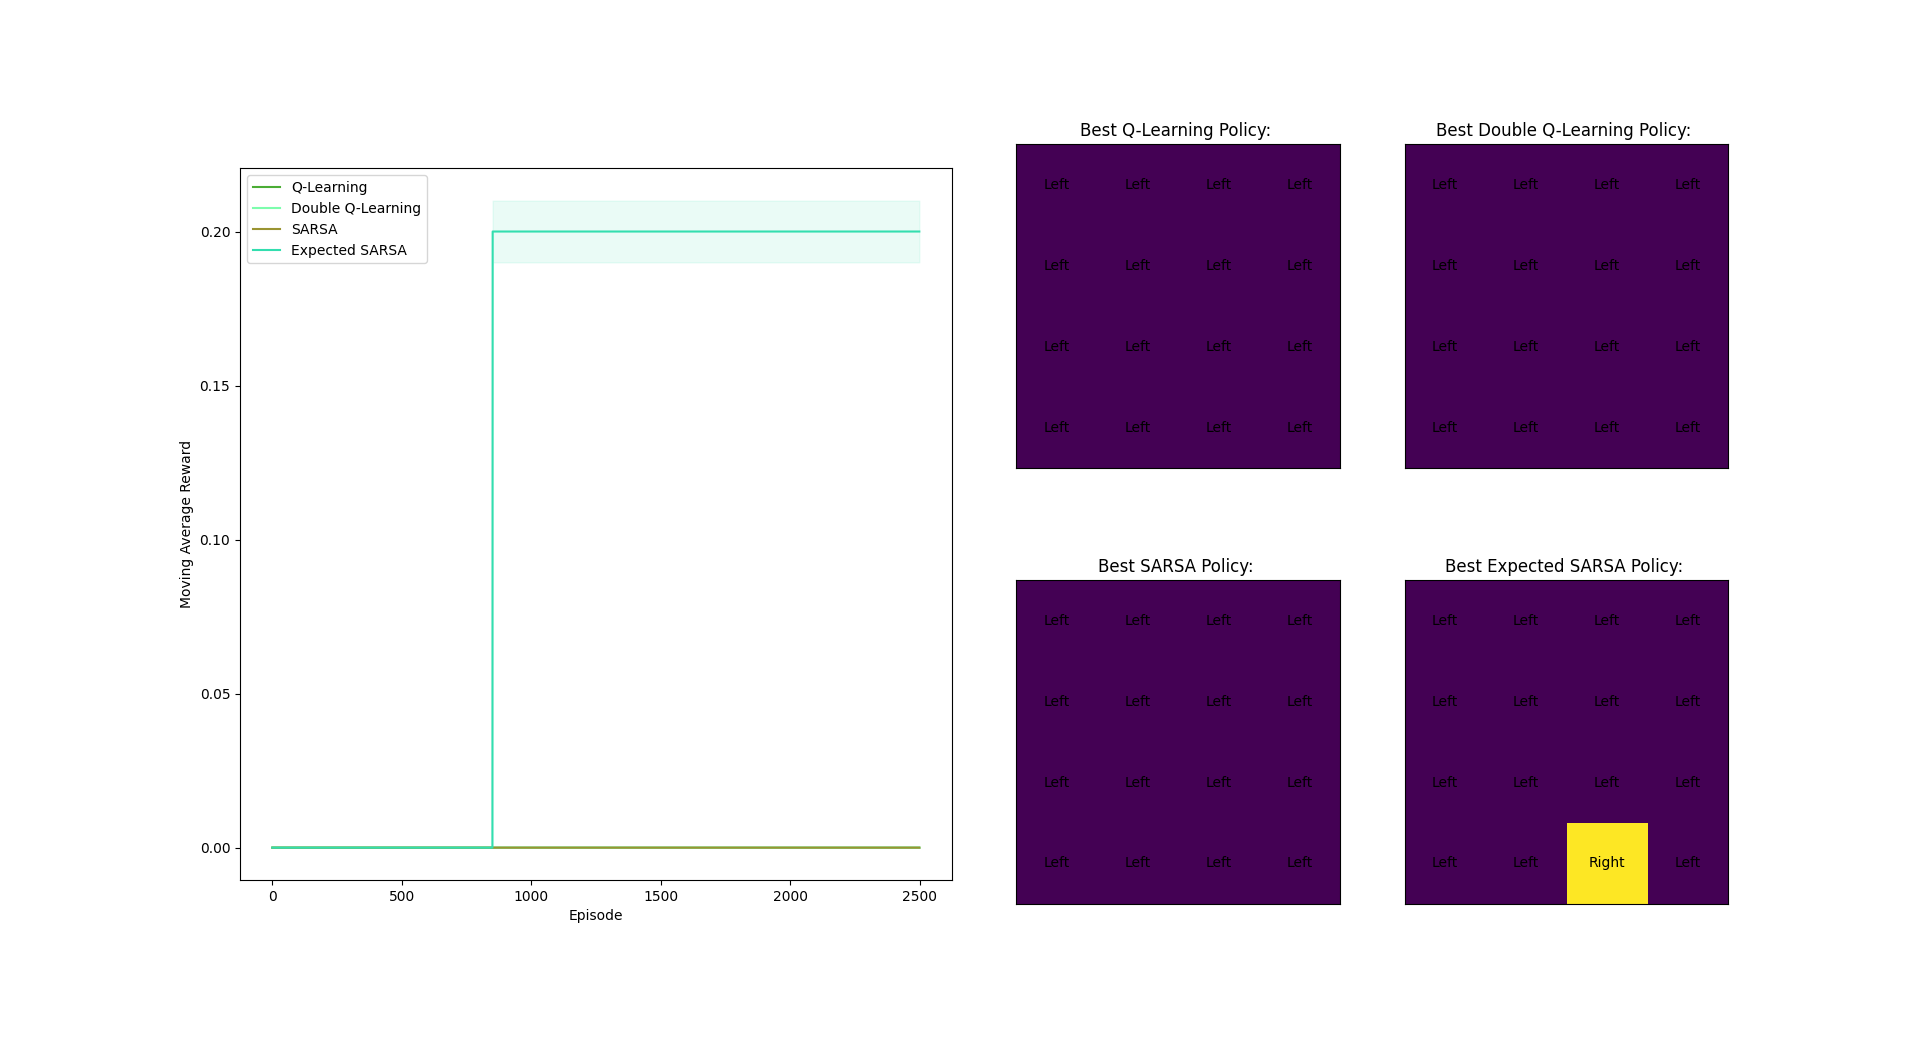 Q-Learning
Double Q-Learning
SARSA
Expected SARSA
0.20
0.15
0.10
0.05
0.00
Moving Average Reward
0 500 1000 1500 2000 2500
Episode
Best Q-Learning Policy:
Left Left Left Left
Left Left Left Left
Left Left Left Left
Left Left Left Left
Best Double Q-Learning Policy:
Left Left Left Left
Left Left Left Left
Left Left Left Left
Left Left Left Left
Best SARSA Policy:
Left Left Left Left
Left Left Left Left
Left Left Left Left
Left Left Left Left
Best Expected SARSA Policy:
Left Left Left Left
Left Left Left Left
Left Left Left Left
Left Left Right Left